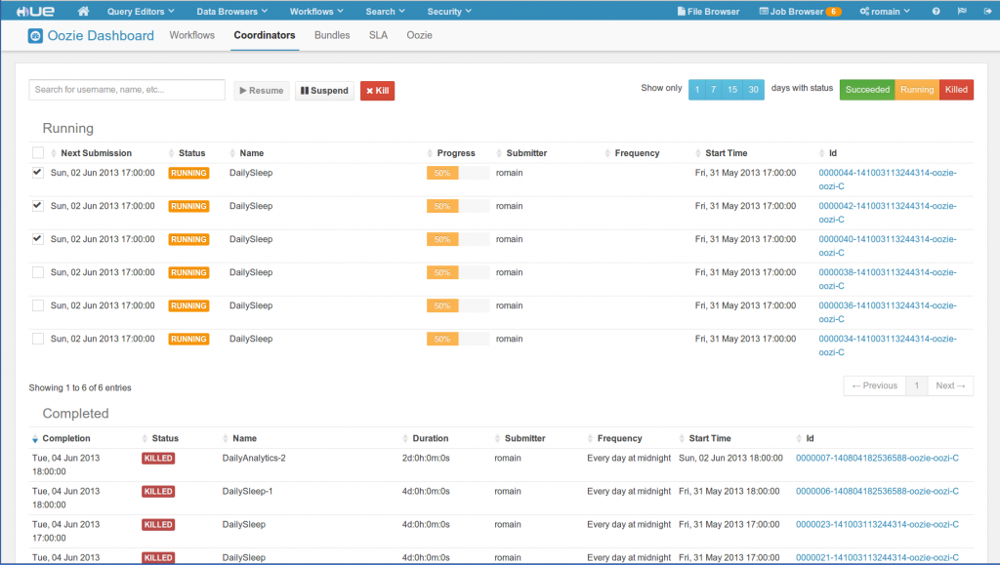 HUE Query Editors Data Browsers Workflows Search Security File Browser Job Browser 6 romain ?
Oozie Dashboard Workflows Coordinators Bundles SLA Oozie
Search for username, name, etc... Resume Suspend Kill Show only 1 7 15 30 days with status Succeeded Running Killed
Running
Next Submission Status Name Progress Submitter Frequency Start Time Id
Sun, 02 Jun 2013 17:00:00 RUNNING DailySleep 50% romain Fri, 31 May 2013 17:00:00 0000044-141003113244314-oozie-
oozi-C
Sun, 02 Jun 2013 17:00:00 RUNNING DailySleep 50% romain Fri, 31 May 2013 17:00:00 0000042-141003113244314-oozie-
oozi-C
Sun, 02 Jun 2013 17:00:00 RUNNING DailySleep 50% romain Fri, 31 May 2013 17:00:00 0000040-141003113244314-oozie-
oozi-C
Sun, 02 Jun 2013 17:00:00 RUNNING DailySleep 50% romain Fri, 31 May 2013 17:00:00 0000038-141003113244314-oozie-
oozi-C
Sun, 02 Jun 2013 17:00:00 RUNNING DailySleep 50% romain Fri, 31 May 2013 17:00:00 0000036-141003113244314-oozie-
oozi-C
Sun, 02 Jun 2013 17:00:00 RUNNING DailySleep 50% romain Fri, 31 May 2013 17:00:00 0000034-141003113244314-oozie-
oozi-C
Showing 1 to 6 of 6 entries ← Previous 1 Next →
Completed
Completion Status Name Duration Submitter Frequency Start Time Id
Tue, 04 Jun 2013 KILLED DailyAnalytics-2 2d:0h:0m:0s romain Every day at midnight Sun, 02 Jun 2013 18:00:00 0000007-140804182536588-oozie-oozi-C
18:00:00
Tue, 04 Jun 2013 KILLED DailySleep-1 4d:0h:0m:0s romain Every day at midnight Fri, 31 May 2013 18:00:00 0000006-140804182536588-oozie-oozi-C
18:00:00
Tue, 04 Jun 2013 KILLED DailySleep 4d:0h:0m:0s romain Every day at midnight Fri, 31 May 2013 17:00:00 0000023-141003113244314-oozie-oozi-C
17:00:00
Tue, 04 Jun 2013 KILLED DailySleep 4d:0h:0m:0s romain Every day at midnight Fri, 31 May 2013 17:00:00 0000021-141003113244314-oozie-oozi-C